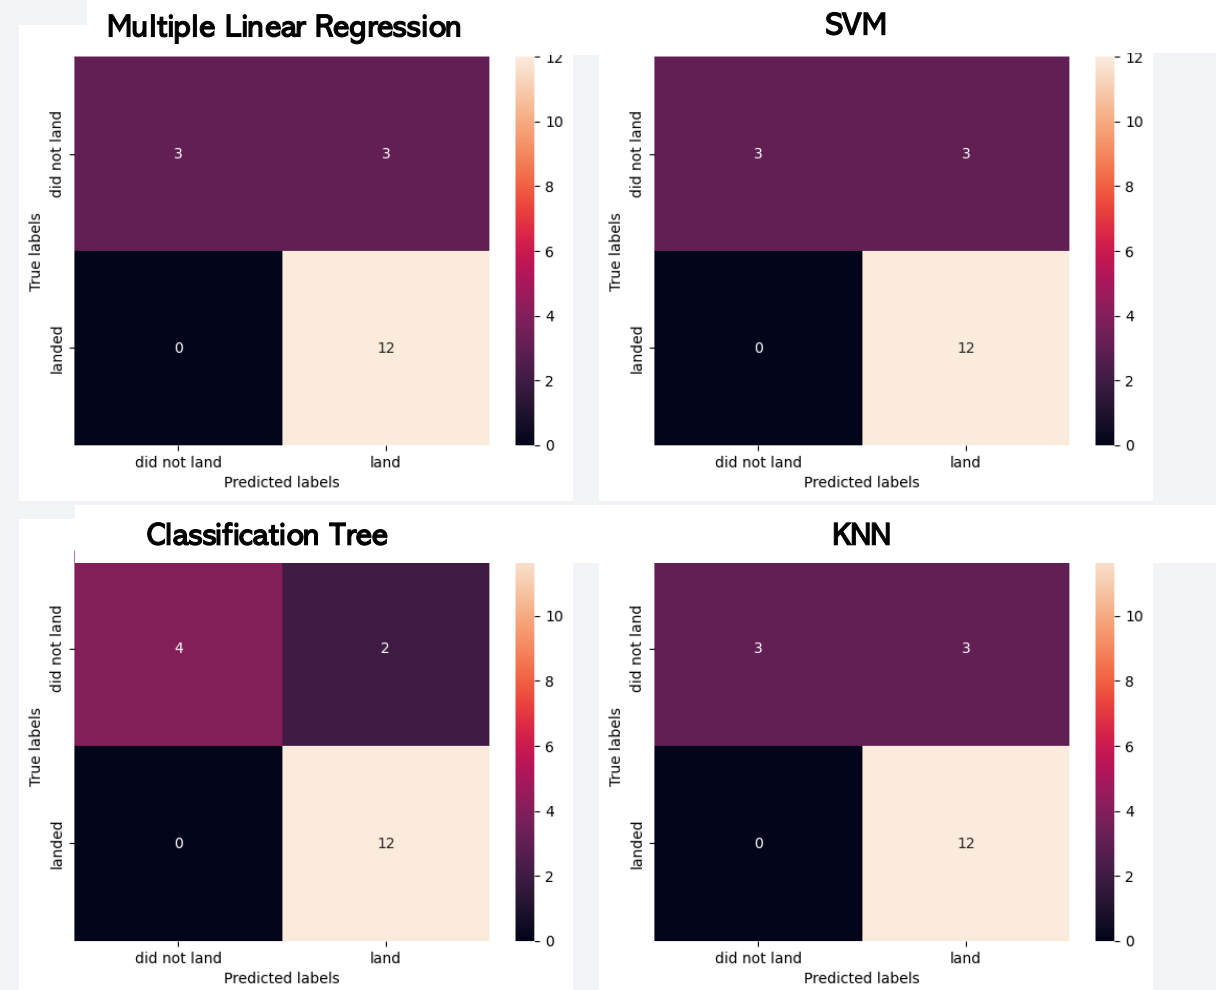 Multiple Linear Regression
SVM
True labels
did not land
landed
3
3
0
12
did not land
land
Predicted labels
12
10
8
6
4
2
0
True labels
did not land
landed
3
3
0
12
did not land
land
Predicted labels
12
10
8
6
4
2
0
Classification Tree
KNN
True labels
did not land
landed
4
2
0
12
did not land
land
Predicted labels
10
8
6
4
2
0
True labels
did not land
landed
3
3
0
12
did not land
land
Predicted labels
10
8
6
4
2
0